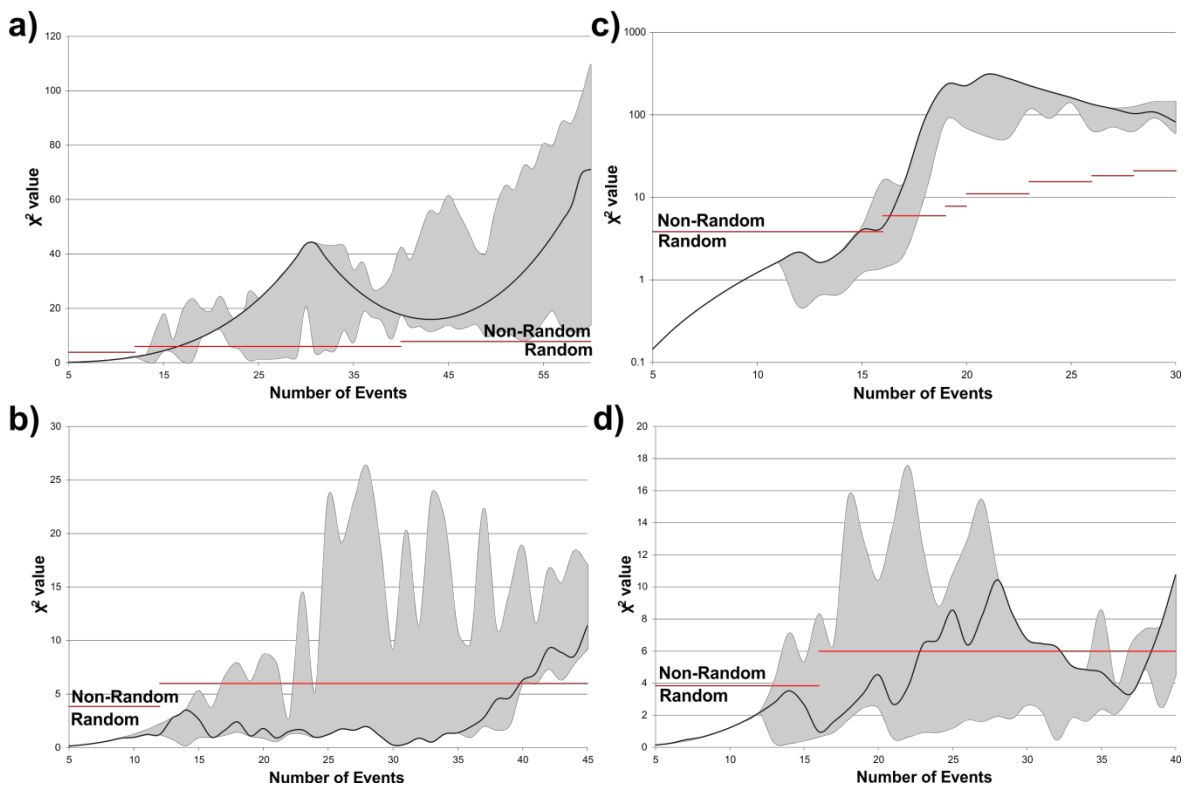 a)
120
100
80
60
40
20
0
χ² value
Non-Random
Random
5 15 25 35 45 55
Number of Events
c)
1000
100
10
1
0.1
χ² value
Non-Random
Random
5 10 15 20 25 30
Number of Events
b)
30
25
20
15
10
5
0
χ² value
Non-Random
Random
5 10 15 20 25 30 35 40 45
Number of Events
d)
20
18
16
14
12
10
8
6
4
2
0
χ² value
Non-Random
Random
5 10 15 20 25 30 35 40
Number of Events